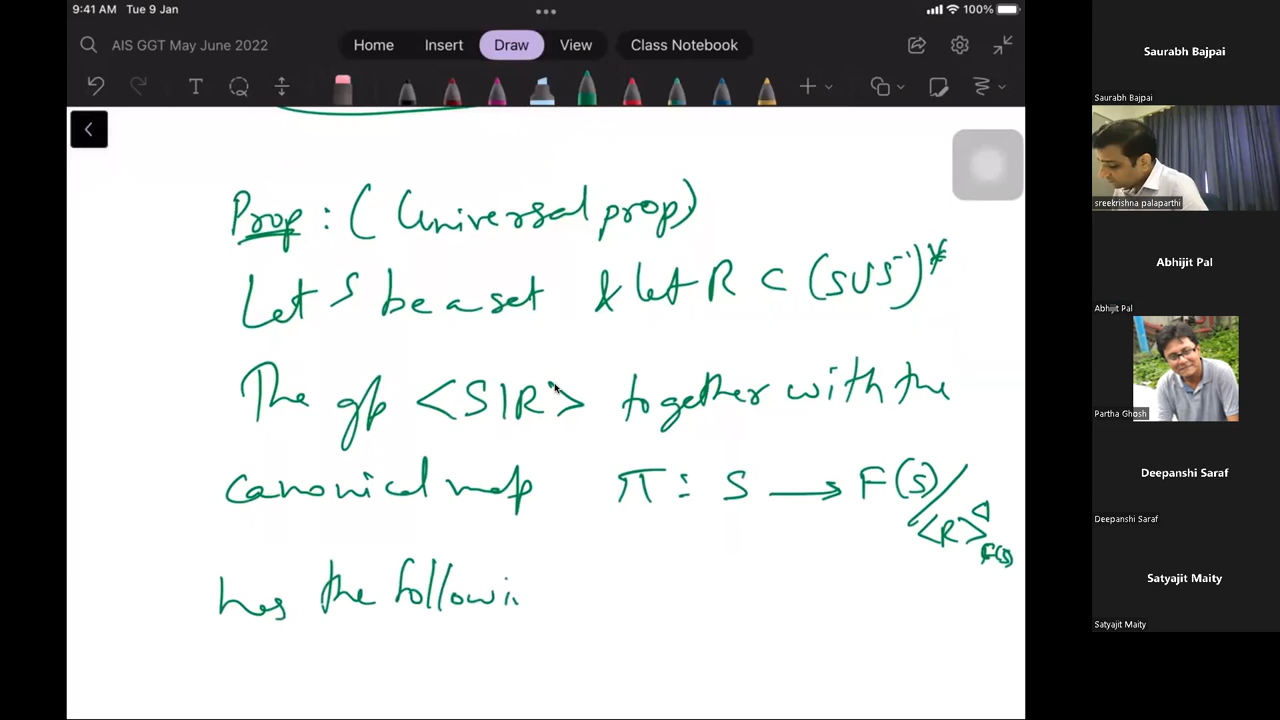 9:41 AM Tue 9 Jan
100%
AIS GGT May June 2022
Home Insert Draw View Class Notebook
Prop : ( Universal prop)
Let S be a set & let R ⊂ (S∪S⁻¹)*
The gp <S|R> together with the
canonical map π : S → F(S)/<R>◁F(S)
has the followi
Saurabh Bajpai
Saurabh Bajpai
sreekrishna palaparthi
Abhijit Pal
Abhijit Pal
Partha Ghosh
Deepanshi Saraf
Deepanshi Saraf
Satyajit Maity
Satyajit Maity